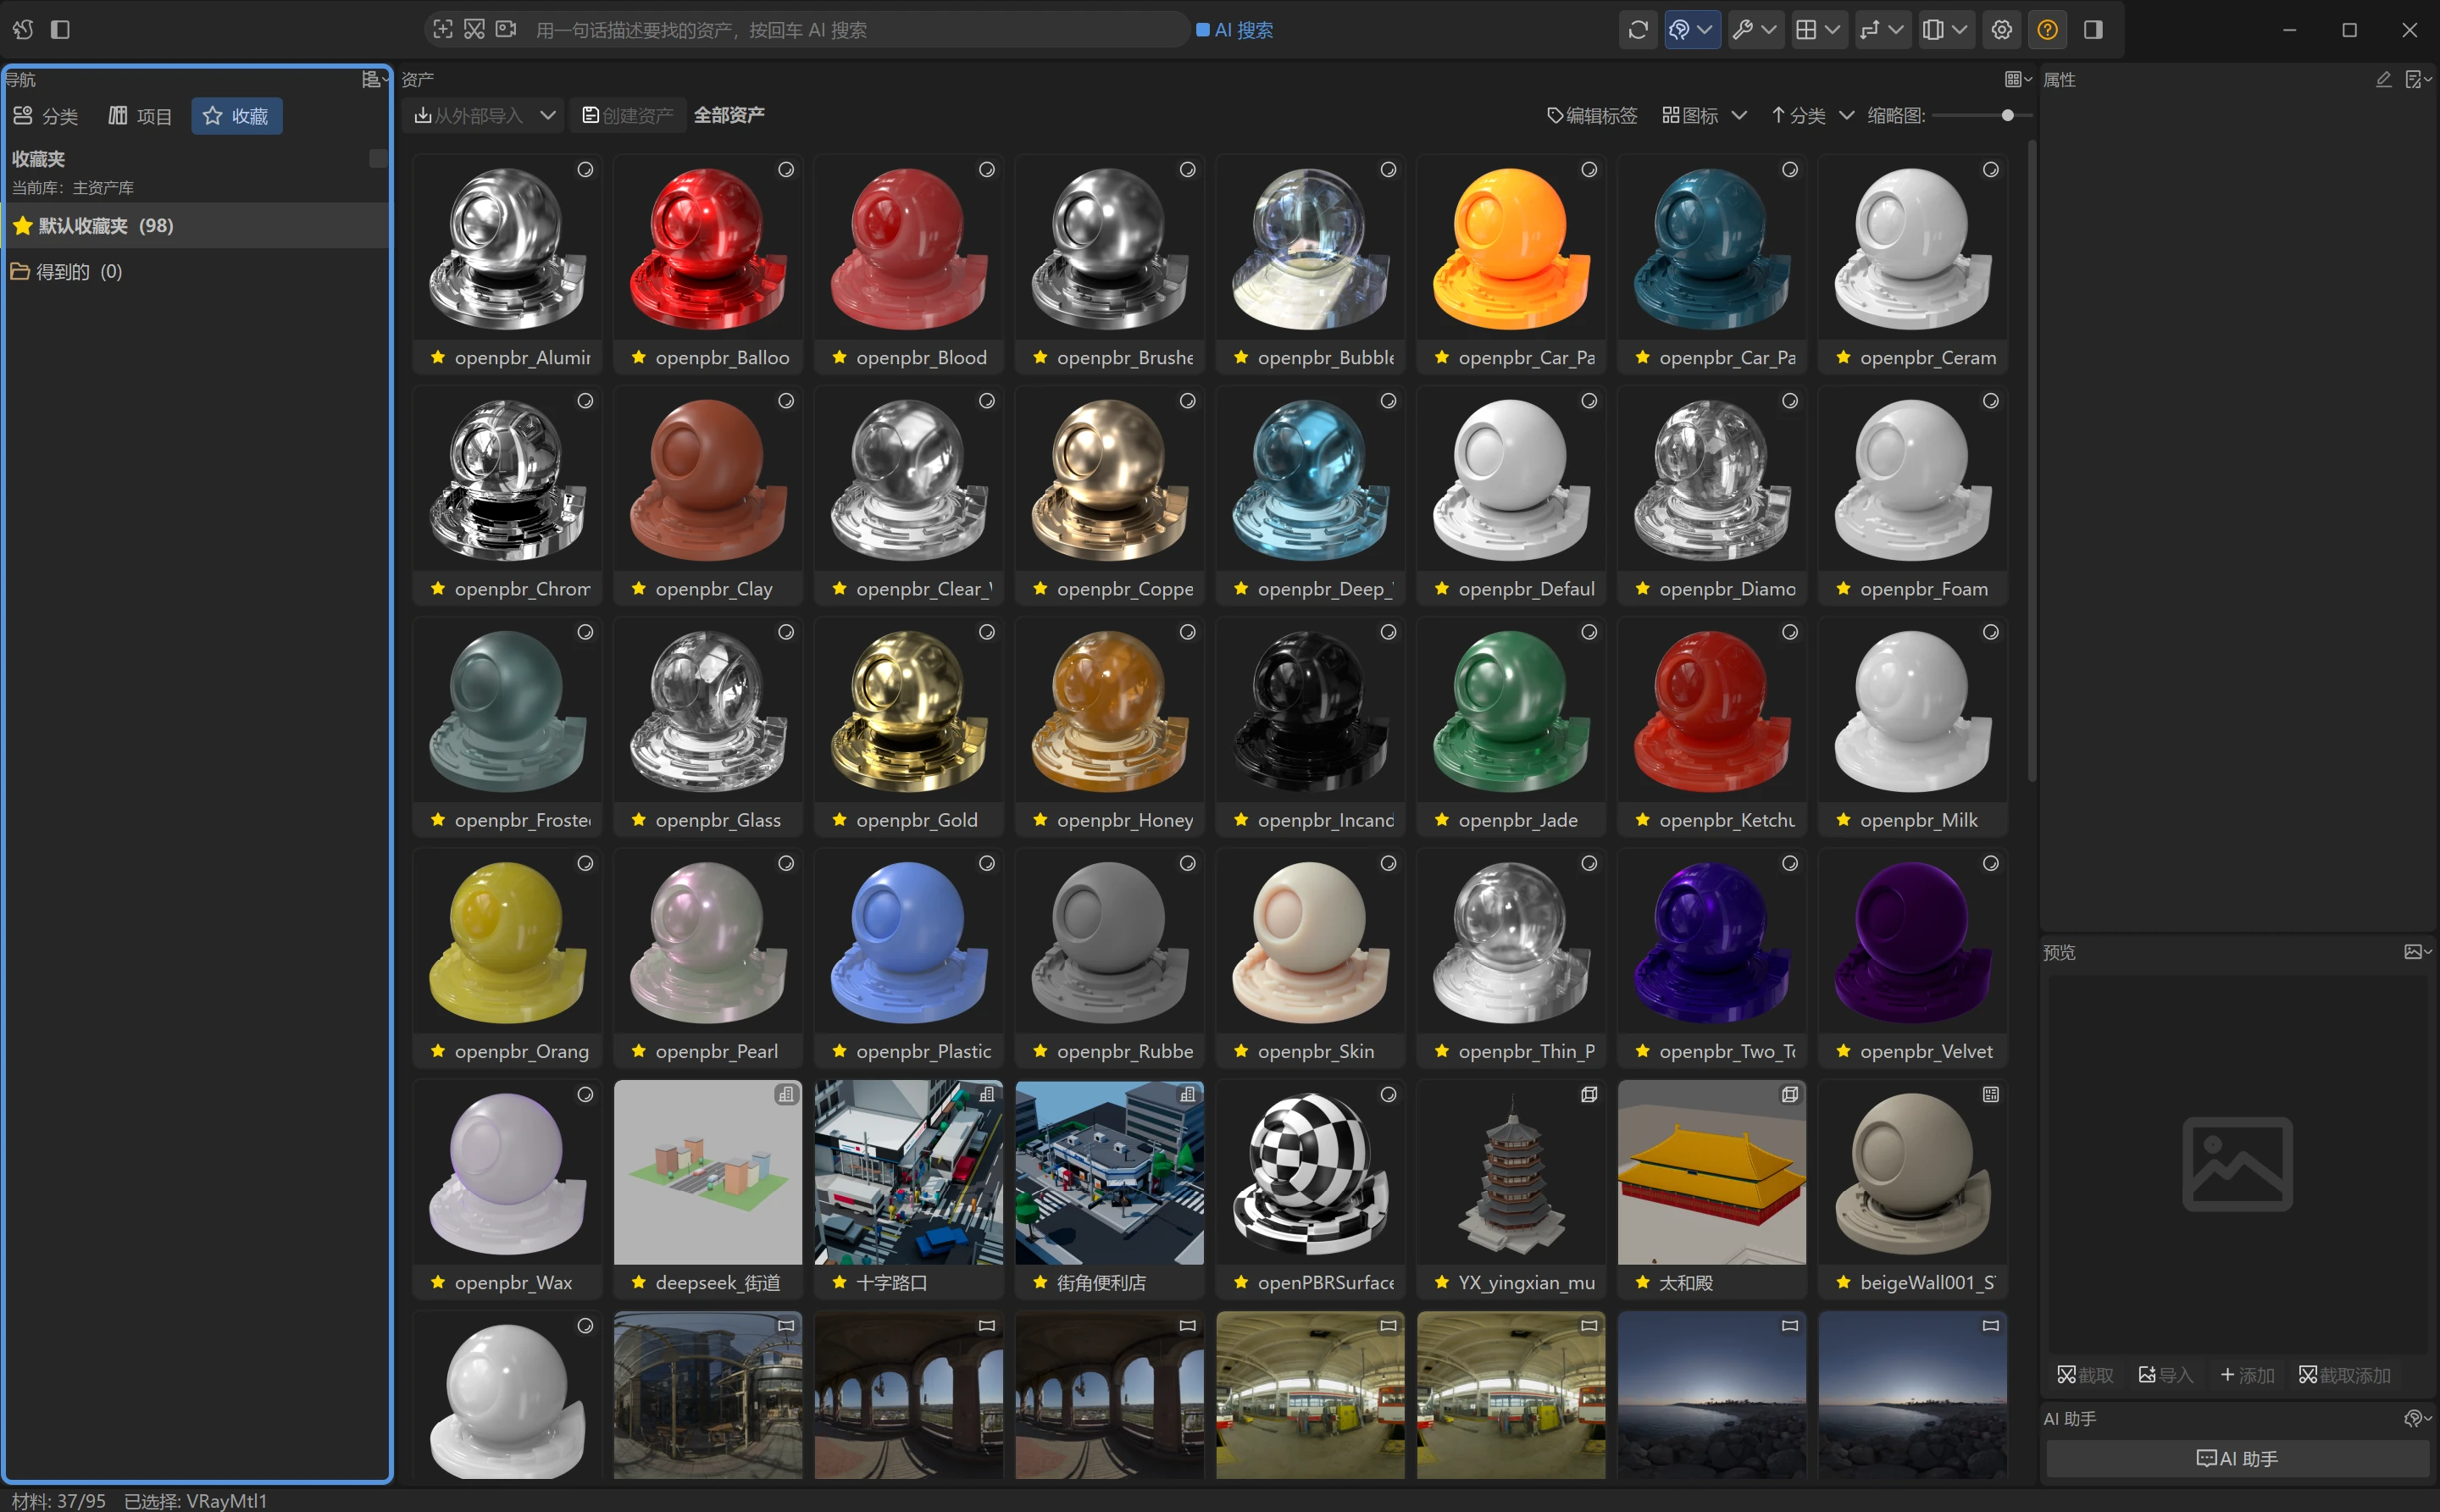 用一句话描述要找的资产，按回车 AI 搜索
AI 搜索
导航
分类
项目
收藏
收藏夹
当前库：主资产库
默认收藏夹 (98)
得到的 (0)
资产
从外部导入
创建资产
全部资产
编辑标签
图标
分类
缩略图:
openpbr_Alumin
openpbr_Balloo
openpbr_Blood
openpbr_Brushe
openpbr_Bubble
openpbr_Car_Pa
openpbr_Car_Pa
openpbr_Ceram
openpbr_Chrom
openpbr_Clay
openpbr_Clear_
openpbr_Coppe
openpbr_Deep_
openpbr_Defaul
openpbr_Diamo
openpbr_Foam
openpbr_Froste
openpbr_Glass
openpbr_Gold
openpbr_Honey
openpbr_Incand
openpbr_Jade
openpbr_Ketchu
openpbr_Milk
openpbr_Orang
openpbr_Pearl
openpbr_Plastic
openpbr_Rubbe
openpbr_Skin
openpbr_Thin_P
openpbr_Two_To
openpbr_Velvet
openpbr_Wax
deepseek_街道
十字路口
街角便利店
openPBRSurface
YX_yingxian_mu
太和殿
beigeWall001_S
属性
预览
截取
导入
添加
截取添加
AI 助手
AI 助手
材料: 37/95
已选择: VRayMtl1